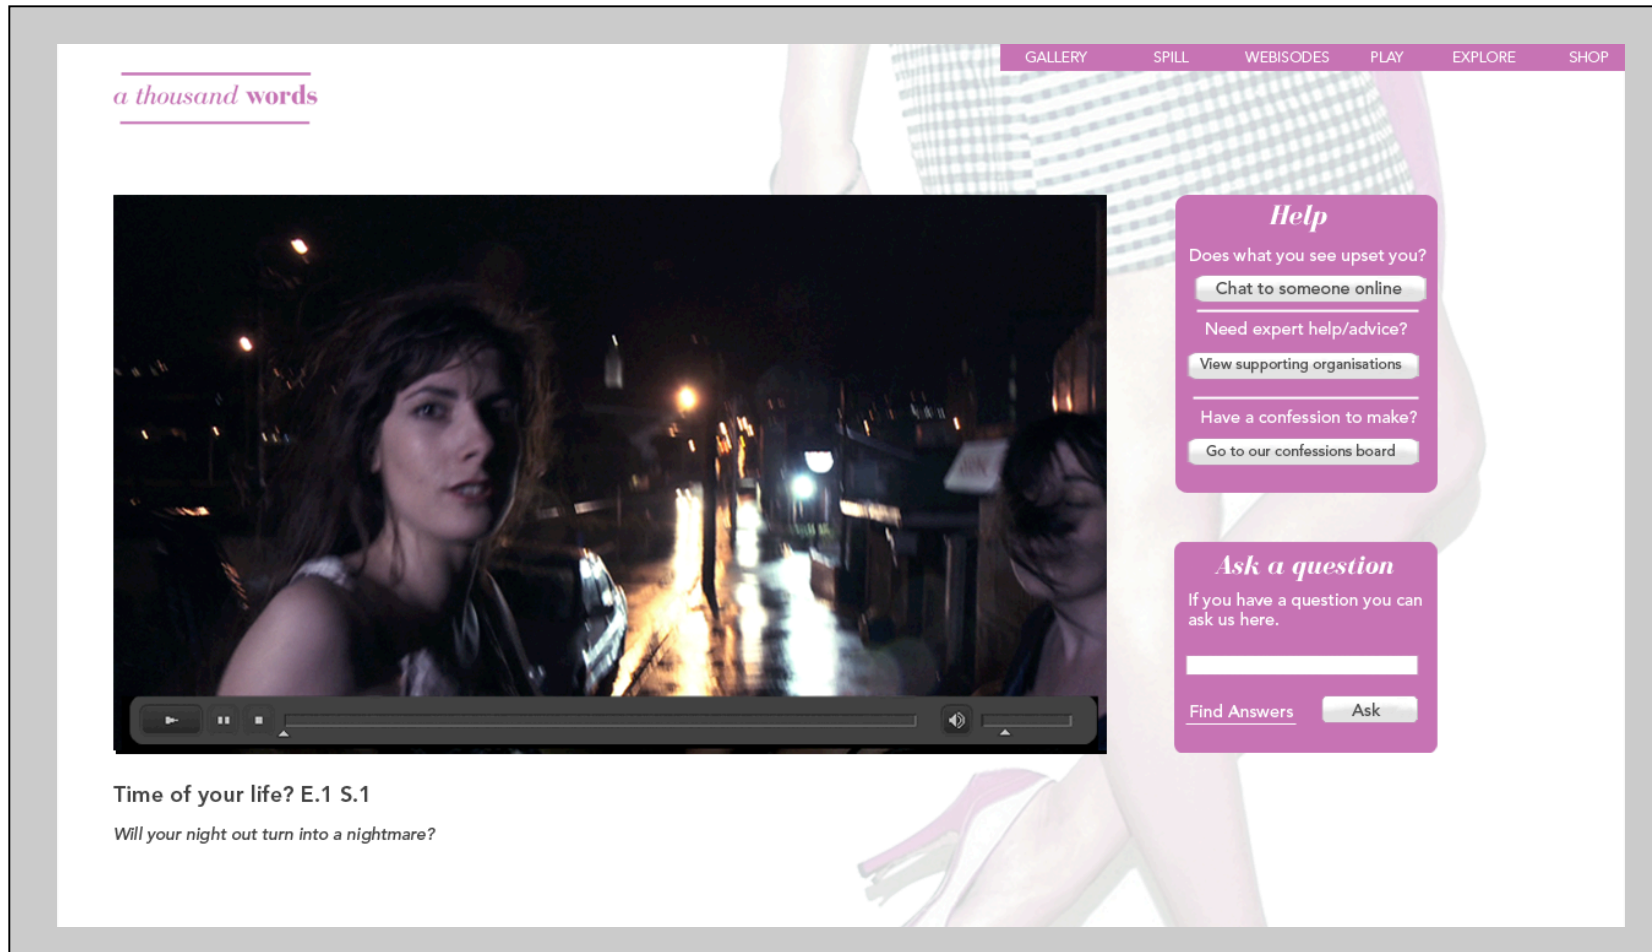 GALLERY SPILL WEBISODES PLAY EXPLORE SHOP
a thousand words
Help
Does what you see upset you?
Chat to someone online
Need expert help/advice?
View supporting organisations
Have a confession to make?
Go to our confessions board
Ask a question
If you have a question you can
ask us here.
Find Answers Ask
Time of your life? E.1 S.1
Will your night out turn into a nightmare?